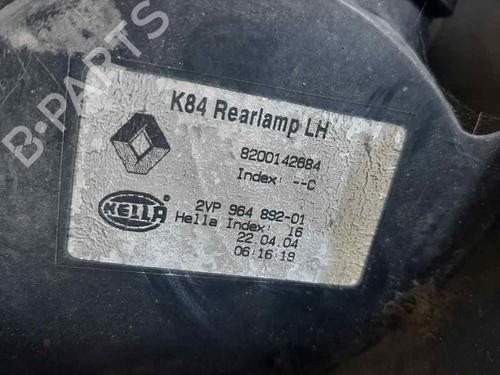 B-PARTS
K84 Rearlamp LH
8200142684
Index: --C
HELLA
2VP 964 892-01
Hella Index: 16
22.04.04
06:16:19